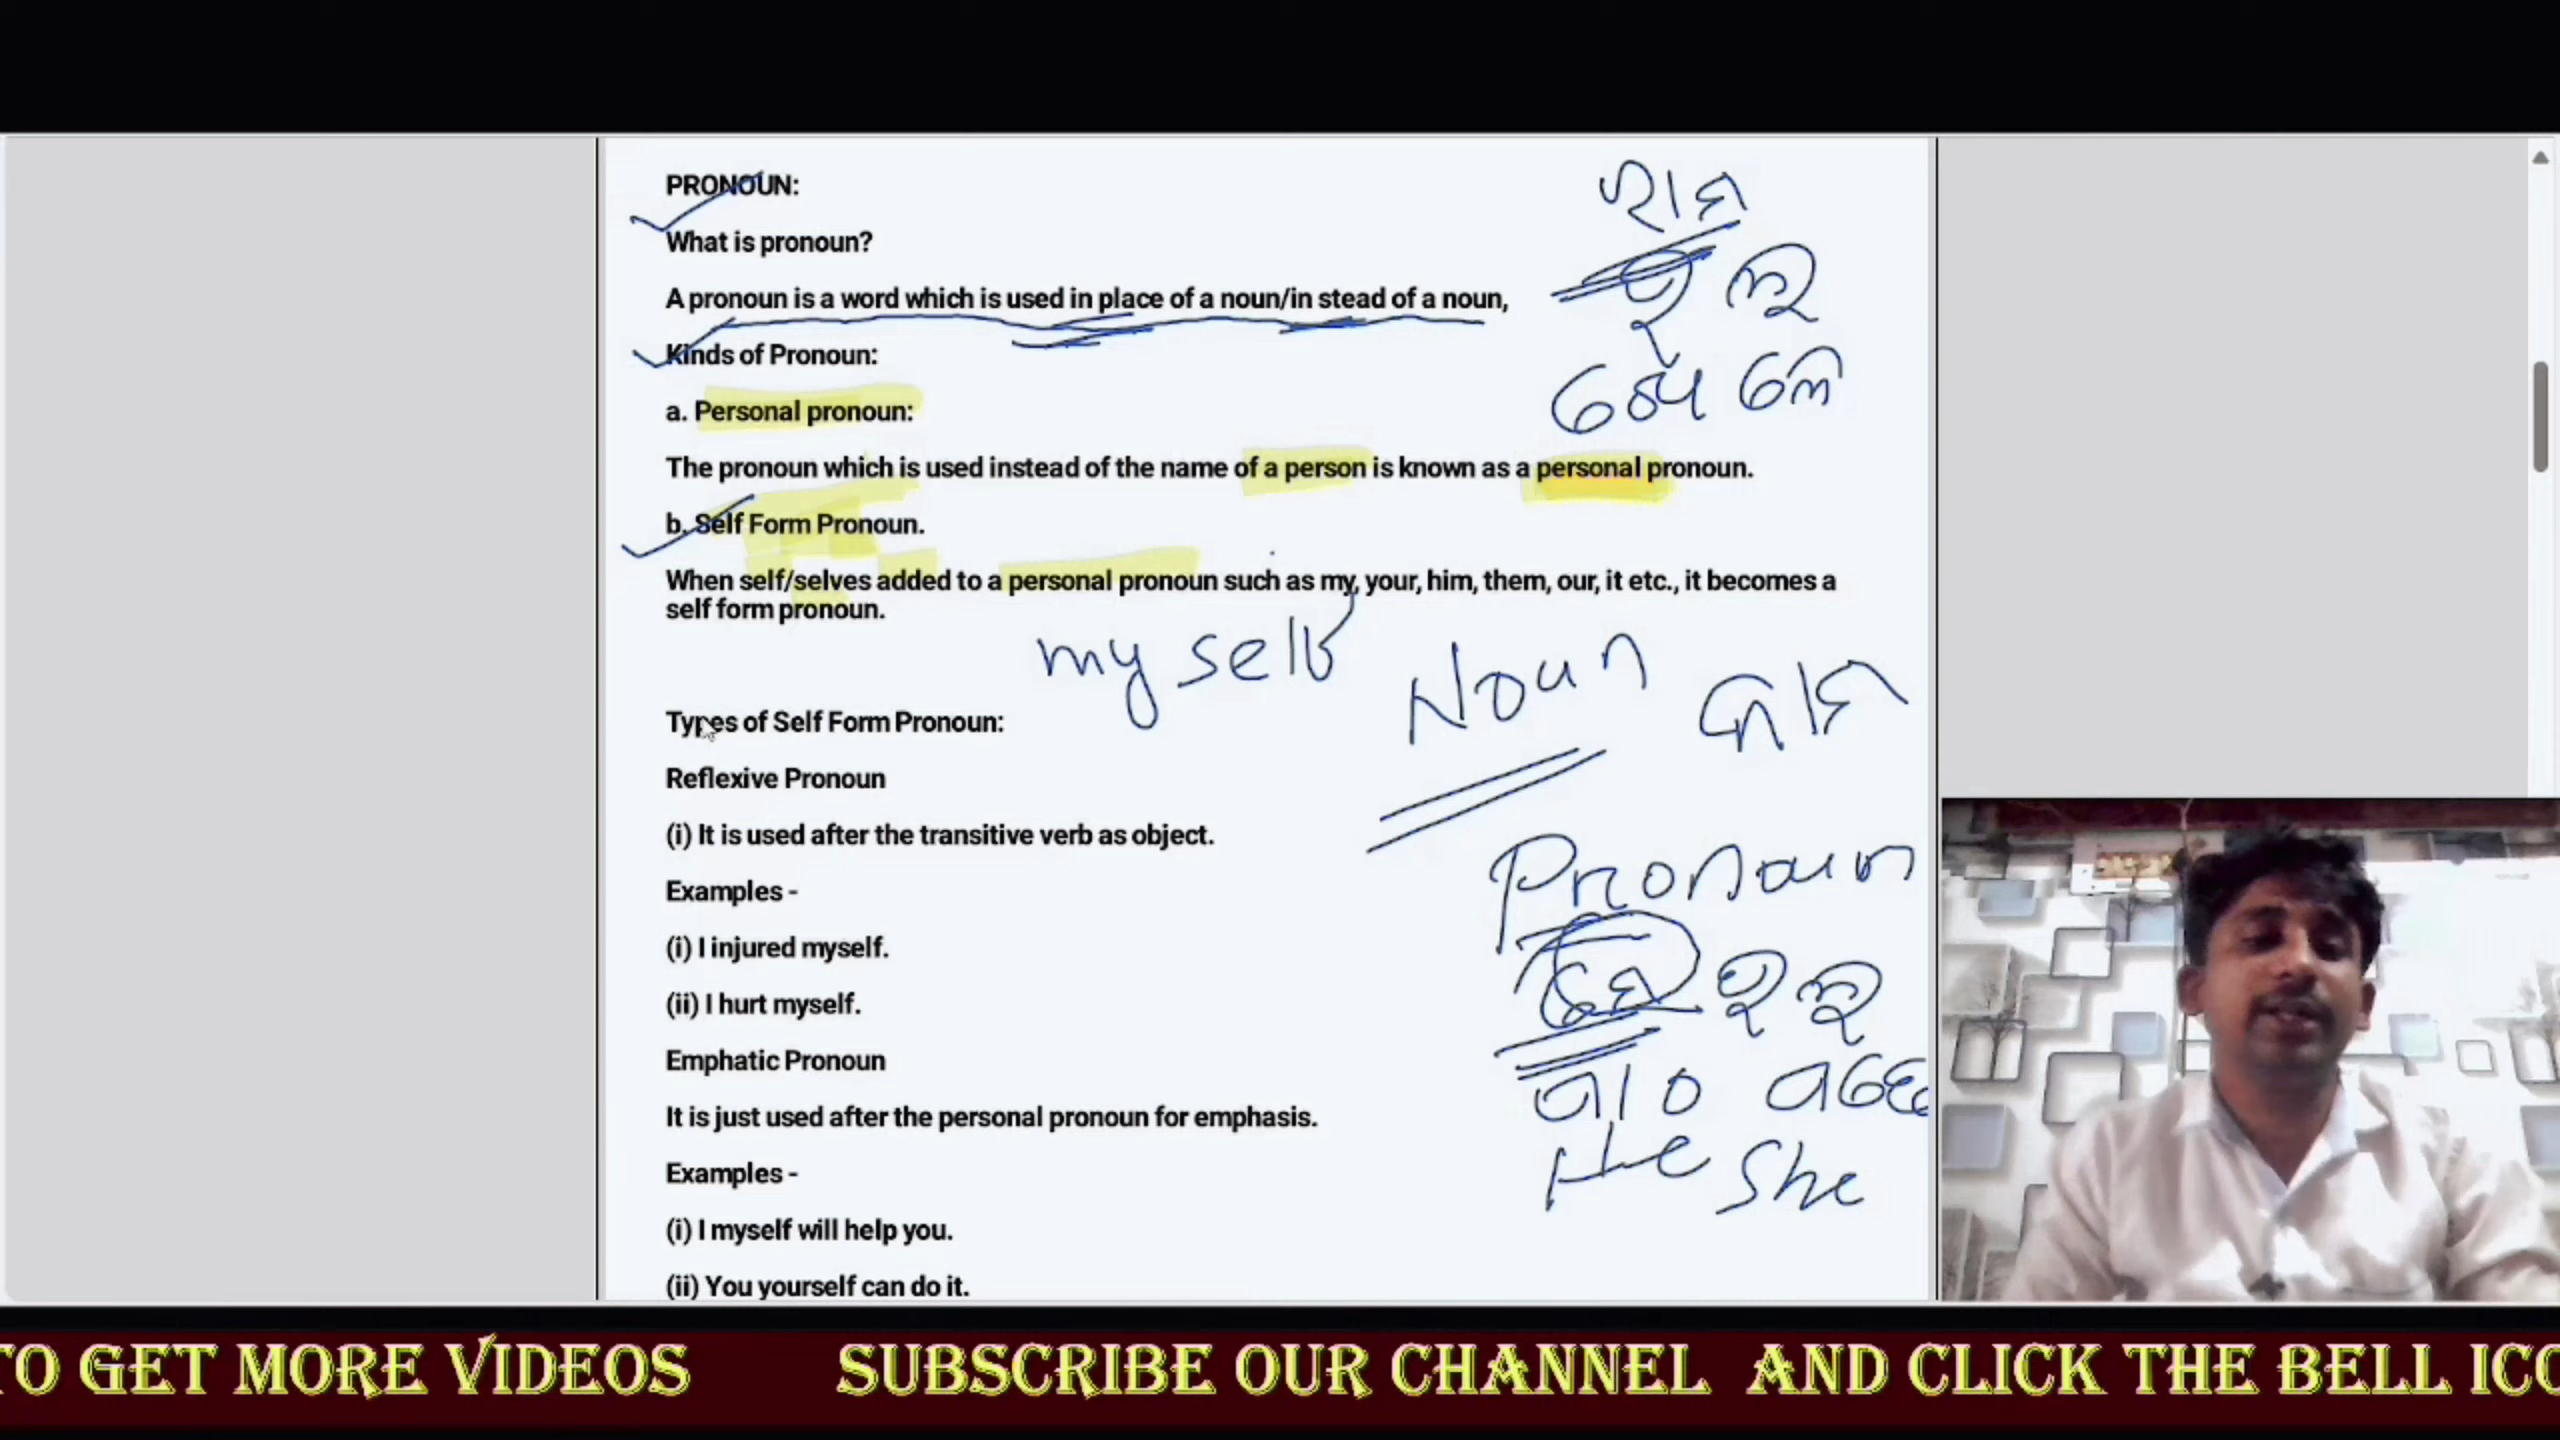 PRONOUN:
What is pronoun?
A pronoun is a word which is used in place of a noun/in stead of a noun,
Kinds of Pronoun:
a. Personal pronoun:
The pronoun which is used instead of the name of a person is known as a personal pronoun.
b. Self Form Pronoun.
When self/selves added to a personal pronoun such as my, your, him, them, our, it etc., it becomes a
self form pronoun.
my self
Noun
Types of Self Form Pronoun:
Reflexive Pronoun
(i) It is used after the transitive verb as object.
Pronoun
Examples -
(i) I injured myself.
(ii) I hurt myself.
Emphatic Pronoun
It is just used after the personal pronoun for emphasis.
He She
Examples -
(i) I myself will help you.
(ii) You yourself can do it.
TO GET MORE VIDEOS SUBSCRIBE OUR CHANNEL AND CLICK THE BELL ICO